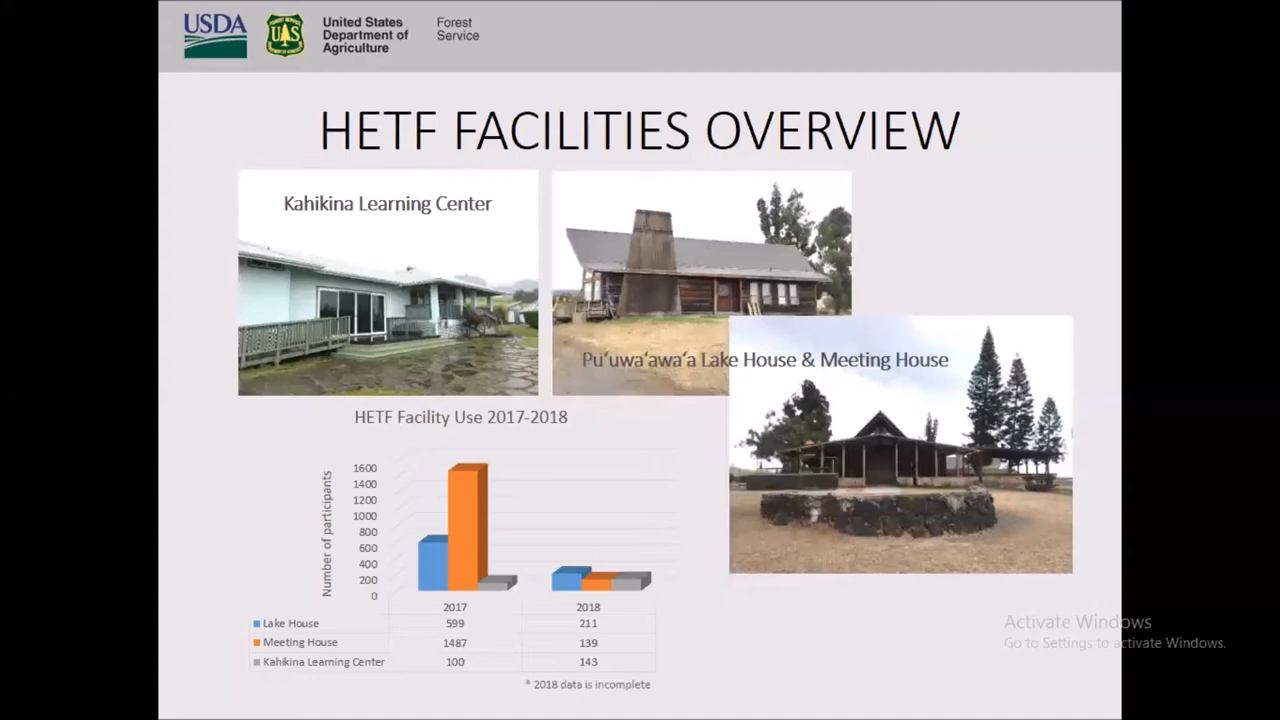 USDA
United States
Department of
Agriculture
Forest
Service
HETF FACILITIES OVERVIEW
Kahikina Learning Center
Puʻuwaʻawaʻa Lake House & Meeting House
HETF Facility Use 2017-2018
Number of participants
1600
1400
1200
1000
800
600
400
200
0
2017 2018
Lake House 599 211
Meeting House 1487 139
Kahikina Learning Center 100 143
* 2018 data is incomplete
Activate Windows
Go to Settings to activate Windows.